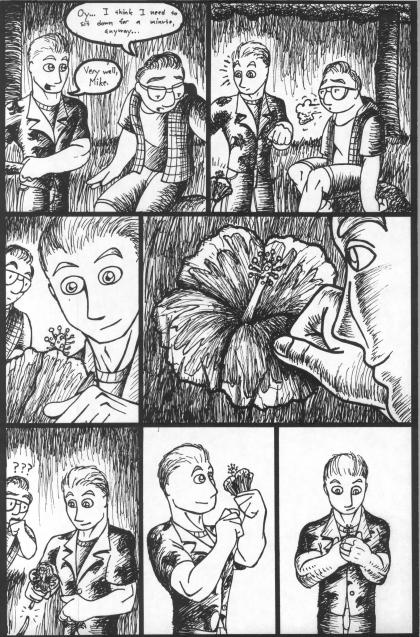 Oy... I think I need to
sit down for a minute,
anyway...
Very well,
Mike.
???